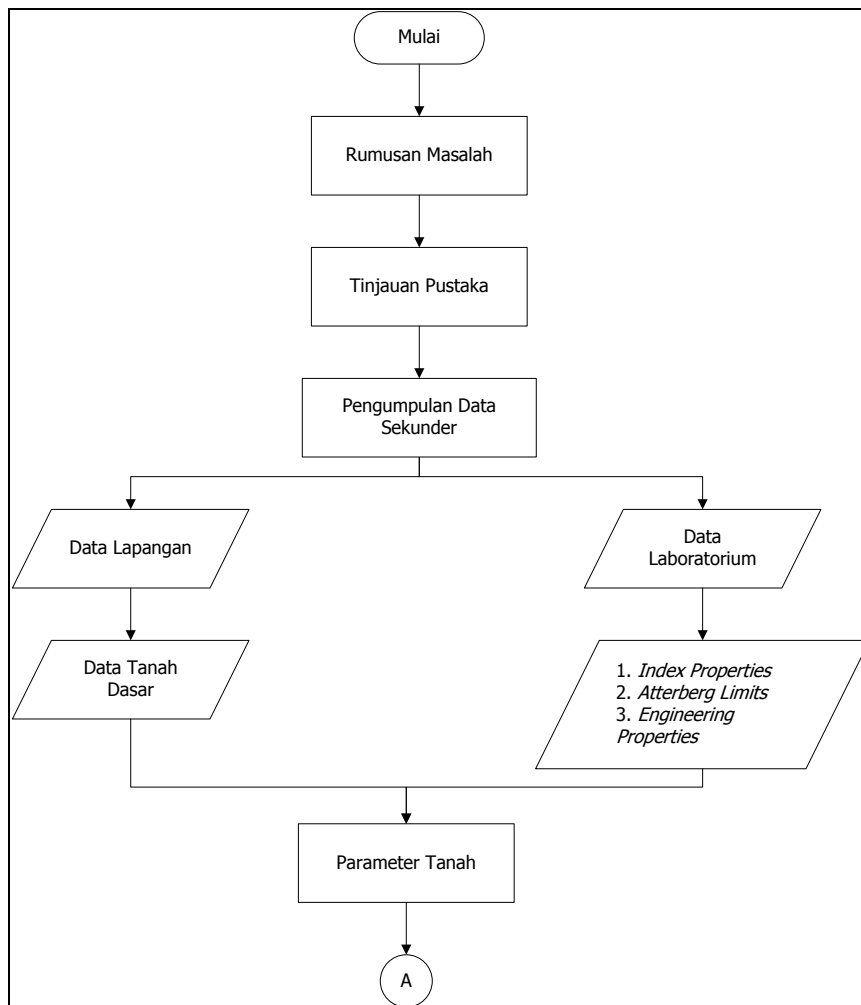 Mulai
Rumusan Masalah
Tinjauan Pustaka
Pengumpulan Data
Sekunder
Data Lapangan
Data
Laboratorium
Data Tanah
Dasar
1. Index Properties
2. Atterberg Limits
3. Engineering
Properties
Parameter Tanah
A